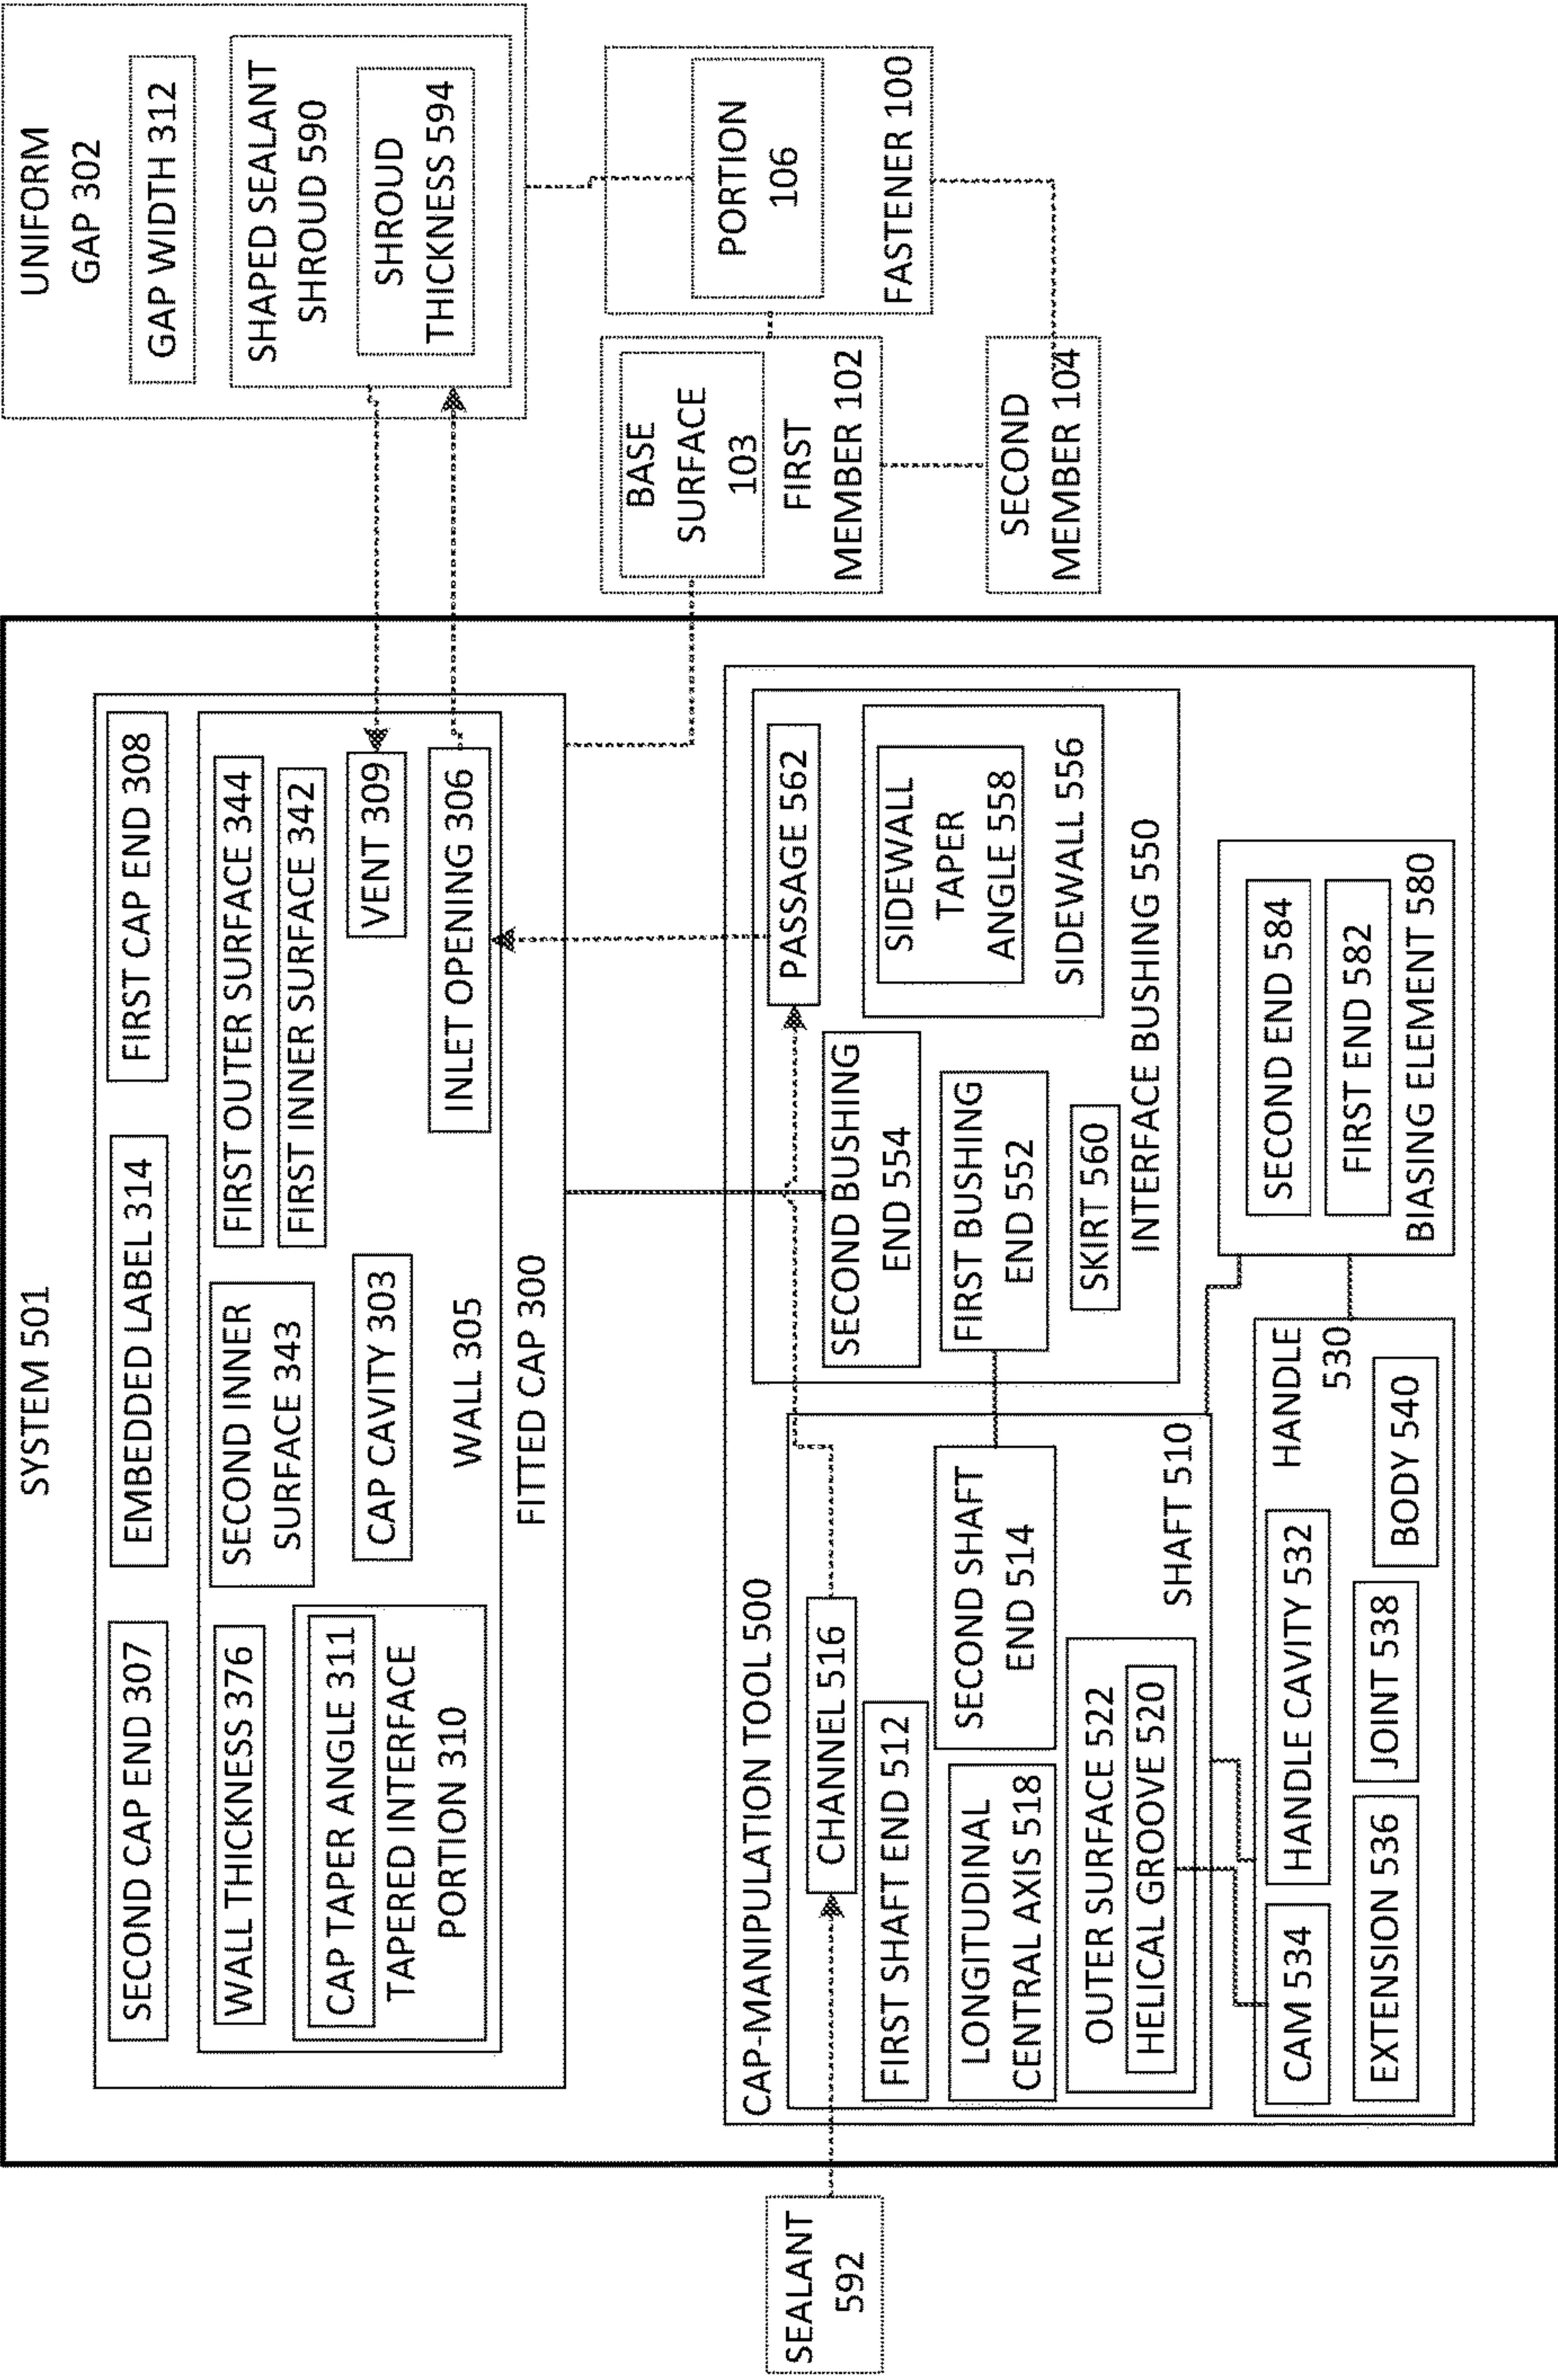 SYSTEM 501
SECOND CAP END 307
EMBEDDED LABEL 314
FIRST CAP END 308
WALL THICKNESS 376
SECOND INNER
SURFACE 343
FIRST OUTER SURFACE 344
FIRST INNER SURFACE 342
CAP TAPER ANGLE 311
TAPERED INTERFACE
PORTION 310
CAP CAVITY 303
VENT 309
INLET OPENING 306
WALL 305
FITTED CAP 300
UNIFORM
GAP 302
GAP WIDTH 312
SHAPED SEALANT
SHROUD 590
SHROUD
THICKNESS 594
BASE
SURFACE
103
FIRST
MEMBER 102
PORTION
106
FASTENER 100
SECOND
MEMBER 104
SEALANT
592
CAP-MANIPULATION TOOL 500
CHANNEL 516
FIRST SHAFT END 512
SECOND SHAFT
END 514
LONGITUDINAL
CENTRAL AXIS 518
OUTER SURFACE 522
HELICAL GROOVE 520
SHAFT 510
PASSAGE 562
SECOND BUSHING
END 554
FIRST BUSHING
END 552
SKIRT 560
SIDEWALL
TAPER
ANGLE 558
SIDEWALL 556
INTERFACE BUSHING 550
CAM 534
HANDLE CAVITY 532
HANDLE
530
EXTENSION 536
JOINT 538
BODY 540
SECOND END 584
FIRST END 582
BIASING ELEMENT 580